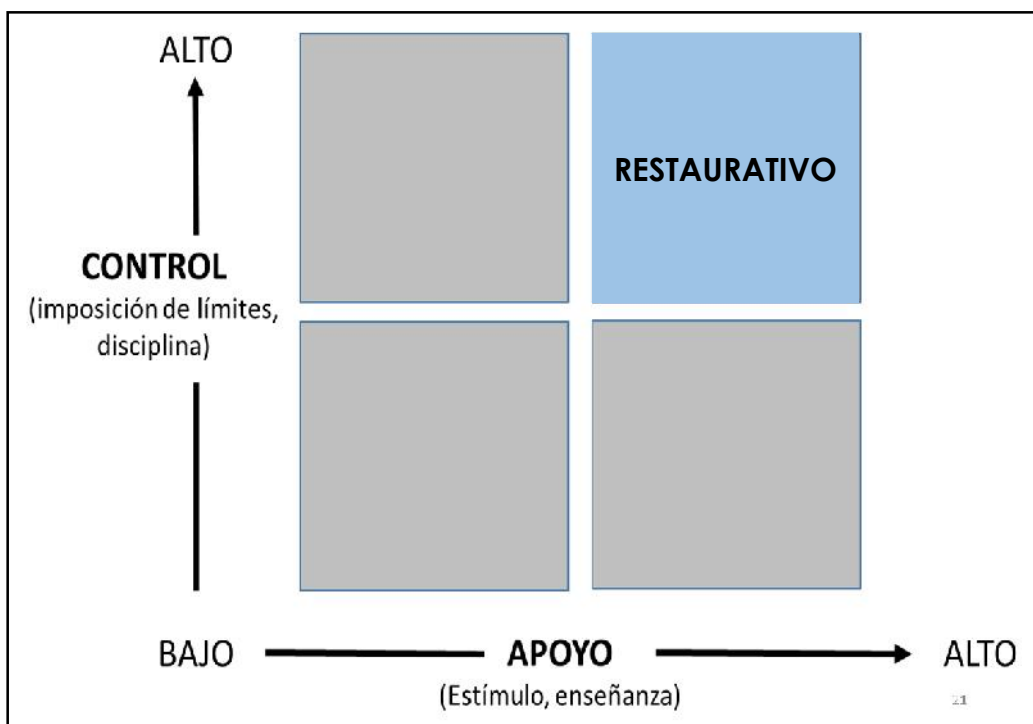 ALTO
RESTAURATIVO
CONTROL
(imposición de límites,
disciplina)
BAJO
APOYO
ALTO
(Estímulo, enseñanza)
21